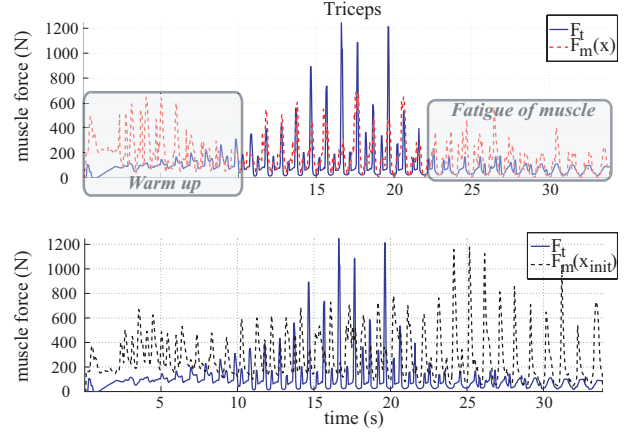 Triceps
muscle force (N)
1200
1000
800
600
400
200
0
F_t
F_m(x)
Warm up
Fatigue of muscle
15 20 25 30
muscle force (N)
1200
1000
800
600
400
200
0
F_t
F_m(x_init)
5 10 15 20 25 30
time (s)